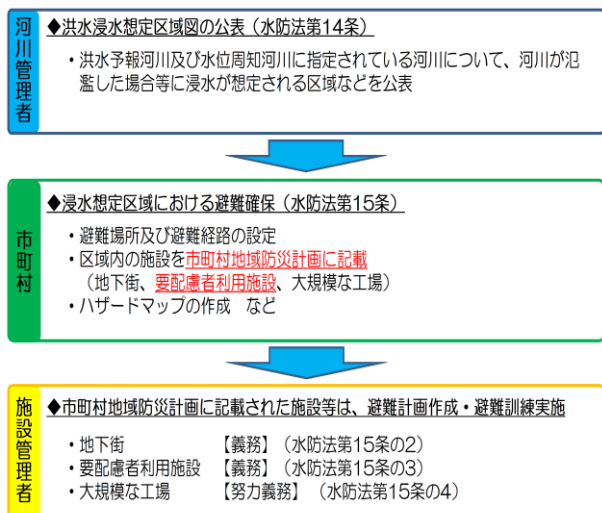 河川管理者
◆洪水浸水想定区域図の公表（水防法第14条）
・洪水予報河川及び水位周知河川に指定されている河川について、河川が氾
濫した場合等に浸水が想定される区域などを公表
市町村
◆浸水想定区域における避難確保（水防法第15条）
・避難場所及び避難経路の設定
・区域内の施設を市町村地域防災計画に記載
（地下街、要配慮者利用施設、大規模な工場）
・ハザードマップの作成　など
施設管理者
◆市町村地域防災計画に記載された施設等は、避難計画作成・避難訓練実施
・地下街　【義務】（水防法第15条の2）
・要配慮者利用施設　【義務】（水防法第15条の3）
・大規模な工場　【努力義務】（水防法第15条の4）